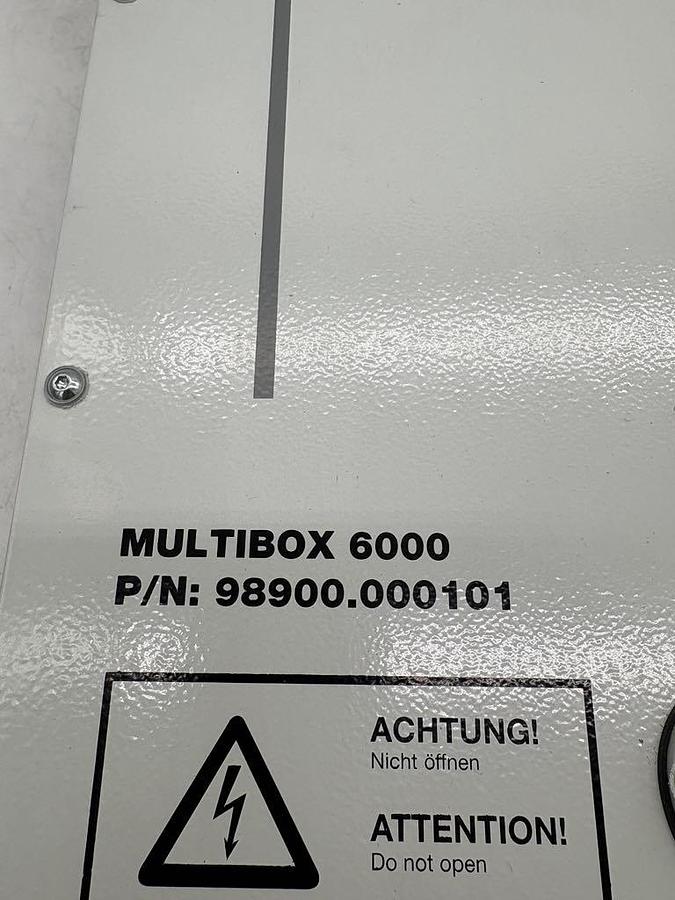 MULTIBOX 6000
P/N: 98900.000101
ACHTUNG!
Nicht öffnen
ATTENTION!
Do not open